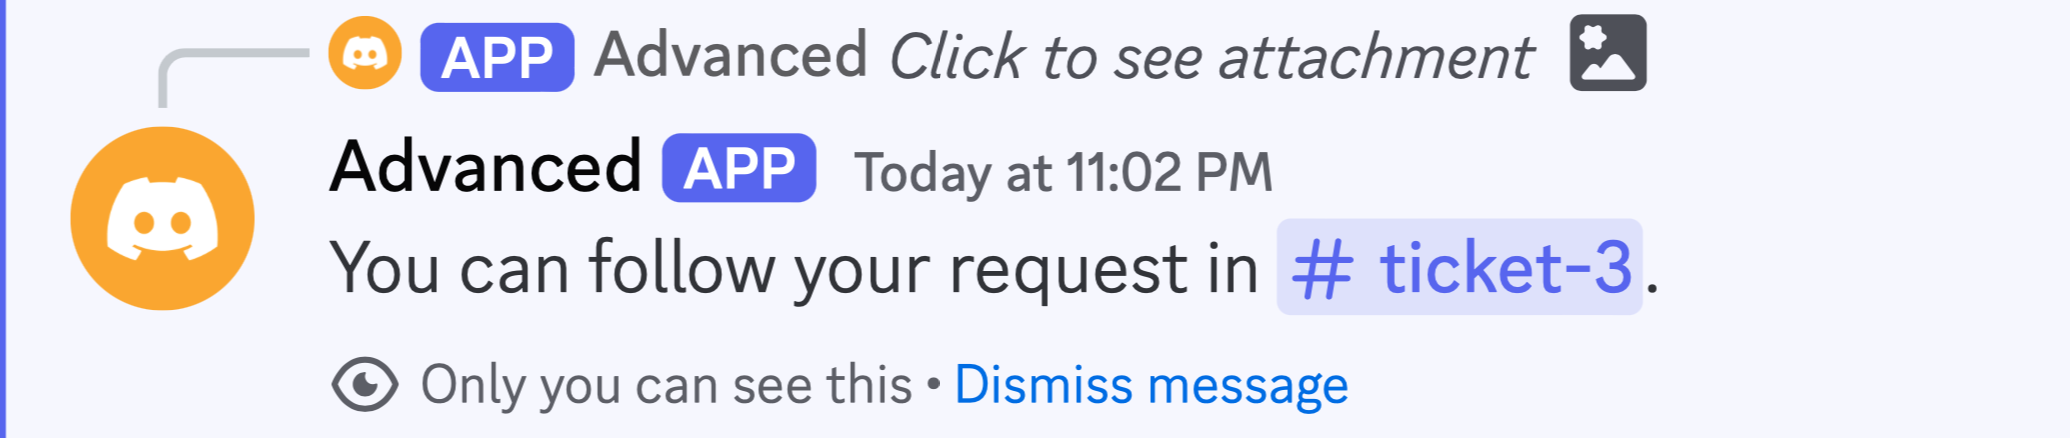 APP Advanced Click to see attachment
Advanced APP Today at 11:02 PM
You can follow your request in # ticket-3.
Only you can see this • Dismiss message